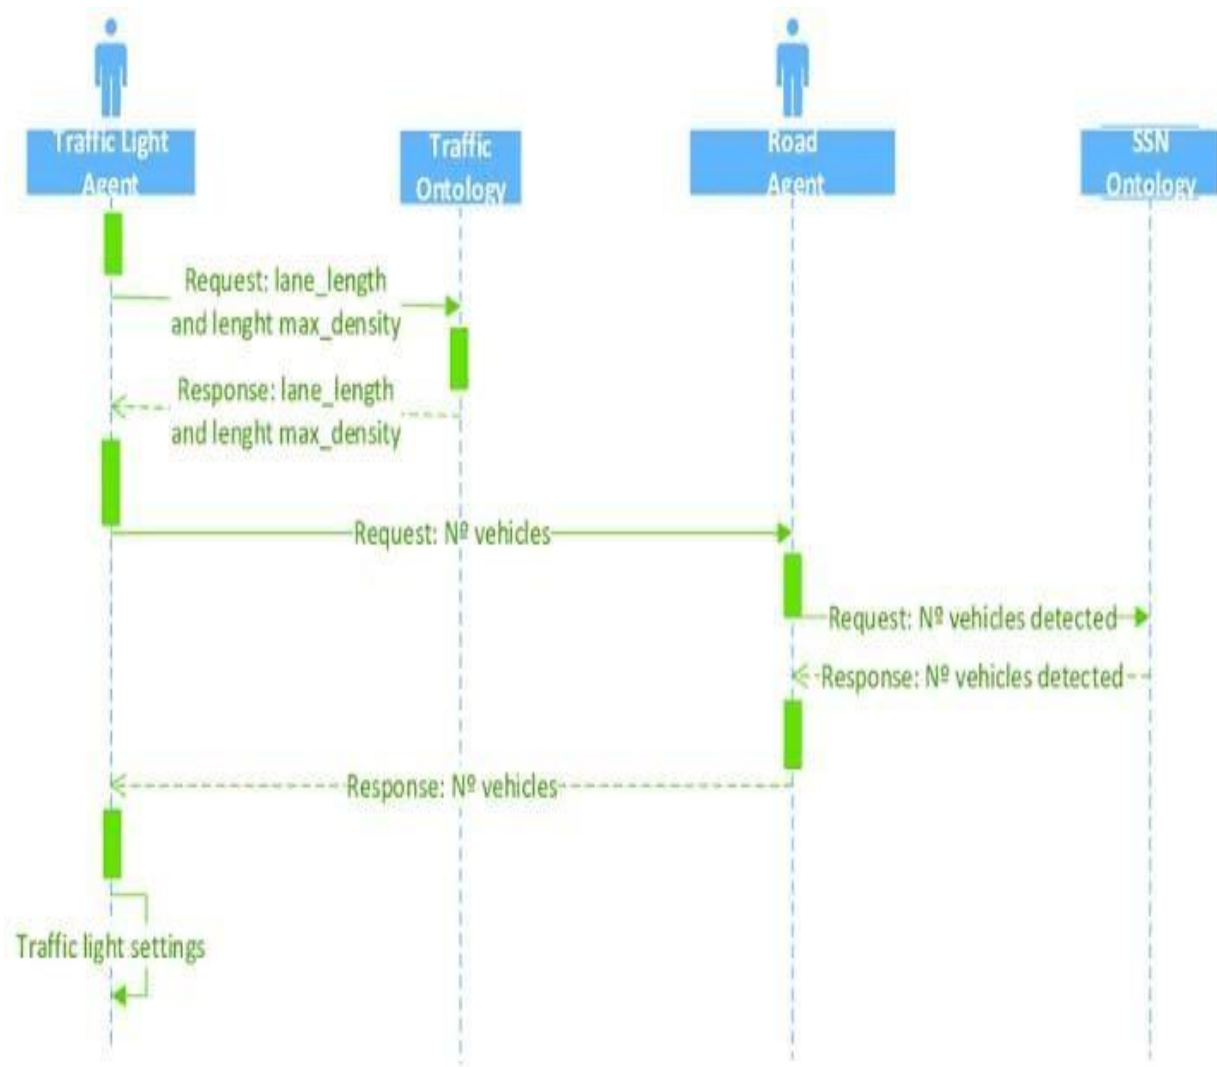 Traffic Light
Agent
Traffic
Ontology
Road
Agent
SSN
Ontology
Request: lane_length
and lenght max_density
Response: lane_length
and lenght max_density
Request: Nº vehicles
Request: Nº vehicles detected
Response: Nº vehicles detected
Response: Nº vehicles
Traffic light settings